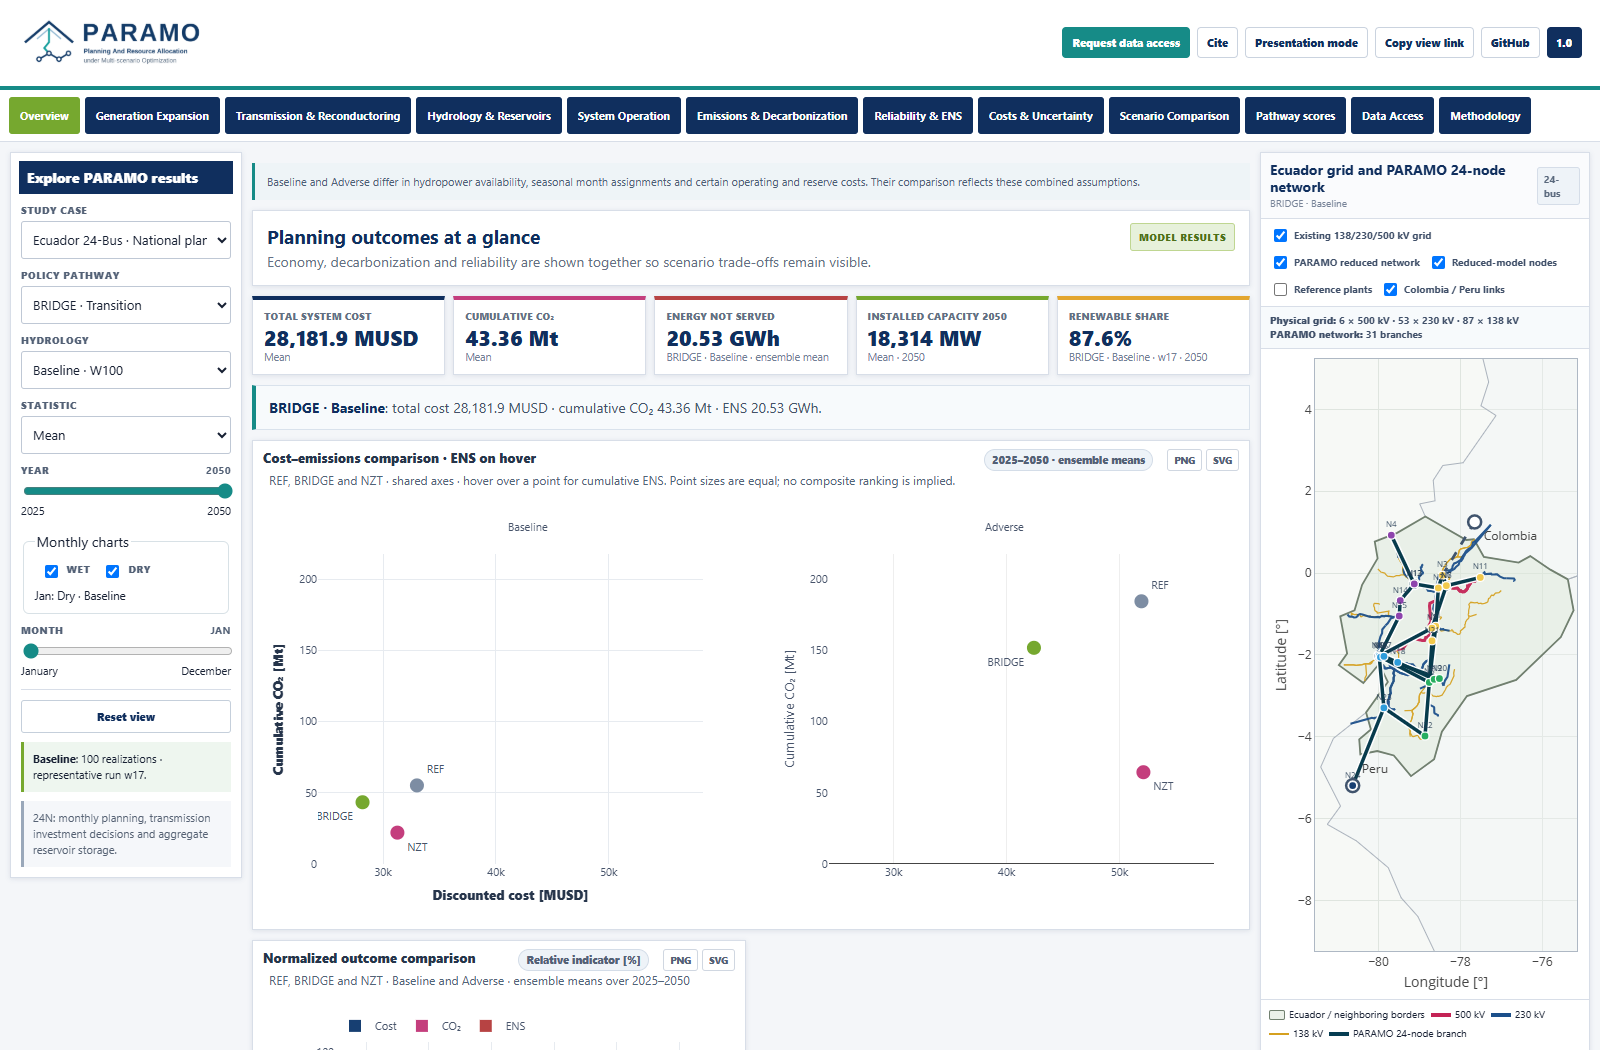 PARAMO
Planning And Resource Allocation
under Multi-scenario Optimization
Request data access
Cite
Presentation mode
Copy view link
GitHub
1.0
Overview
Generation Expansion
Transmission & Reconductoring
Hydrology & Reservoirs
System Operation
Emissions & Decarbonization
Reliability & ENS
Costs & Uncertainty
Scenario Comparison
Pathway scores
Data Access
Methodology
Explore PARAMO results
STUDY CASE
Ecuador 24-Bus · National plar
POLICY PATHWAY
BRIDGE · Transition
HYDROLOGY
Baseline · W100
STATISTIC
Mean
YEAR 2050
2025 2050
Monthly charts
WET DRY
Jan: Dry · Baseline
MONTH JAN
January December
Reset view
Baseline: 100 realizations ·
representative run w17.
24N: monthly planning, transmission
investment decisions and aggregate
reservoir storage.
Baseline and Adverse differ in hydropower availability, seasonal month assignments and certain operating and reserve costs. Their comparison reflects these combined assumptions.
Planning outcomes at a glance
MODEL RESULTS
Economy, decarbonization and reliability are shown together so scenario trade-offs remain visible.
TOTAL SYSTEM COST
28,181.9 MUSD
Mean
CUMULATIVE CO₂
43.36 Mt
Mean
ENERGY NOT SERVED
20.53 GWh
BRIDGE · Baseline · ensemble mean
INSTALLED CAPACITY 2050
18,314 MW
Mean · 2050
RENEWABLE SHARE
87.6%
BRIDGE · Baseline · w17 · 2050
BRIDGE · Baseline: total cost 28,181.9 MUSD · cumulative CO₂ 43.36 Mt · ENS 20.53 GWh.
Cost–emissions comparison · ENS on hover
2025–2050 · ensemble means
PNG
SVG
REF, BRIDGE and NZT · shared axes · hover over a point for cumulative ENS. Point sizes are equal; no composite ranking is implied.
Baseline
Cumulative CO₂ [Mt]
200
150
100
50
0
REF
BRIDGE
NZT
30k 40k 50k
Discounted cost [MUSD]
Adverse
Cumulative CO₂ [Mt]
200
150
100
50
0
REF
BRIDGE
NZT
30k 40k 50k
Normalized outcome comparison
Relative indicator [%]
PNG
SVG
REF, BRIDGE and NZT · Baseline and Adverse · ensemble means over 2025–2050
Cost CO₂ ENS
100
Ecuador grid and PARAMO 24-node
network
24-
bus
BRIDGE · Baseline
Existing 138/230/500 kV grid
PARAMO reduced network
Reduced-model nodes
Reference plants
Colombia / Peru links
Physical grid: 6 × 500 kV · 53 × 230 kV · 87 × 138 kV
PARAMO network: 31 branches
Latitude [°]
4
2
0
−2
−4
−6
−8
N4
Colombia
N11
Peru
−80 −78 −76
Longitude [°]
Ecuador / neighboring borders 500 kV 230 kV
138 kV PARAMO 24-node branch